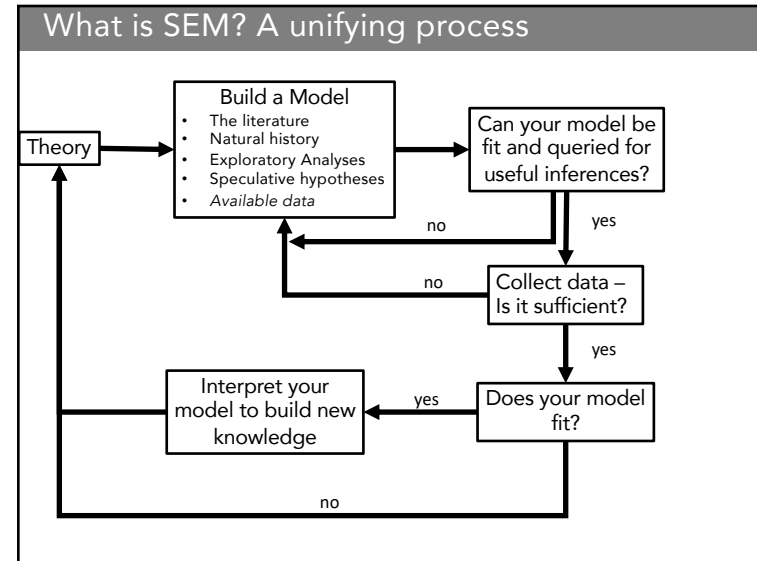 What is SEM? A unifying process
Theory
Build a Model
• The literature
• Natural history
• Exploratory Analyses
• Speculative hypotheses
• Available data
Can your model be
fit and queried for
useful inferences?
no
yes
no
Collect data –
Is it sufficient?
yes
Interpret your
model to build new
knowledge
yes
Does your model
fit?
no